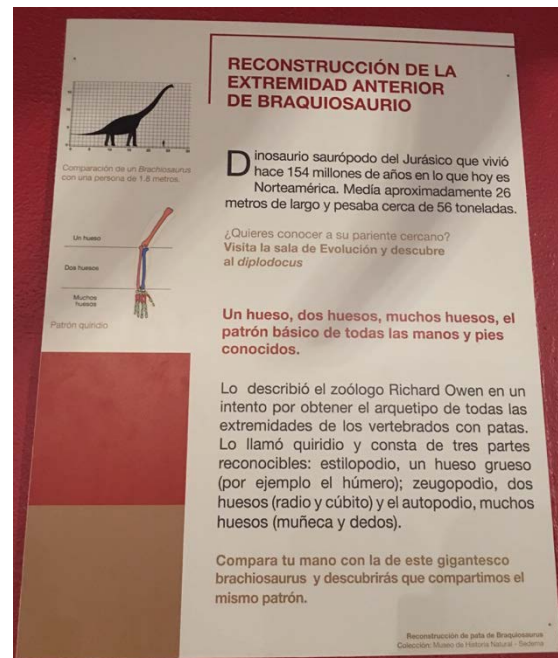 RECONSTRUCCIÓN DE LA
EXTREMIDAD ANTERIOR
DE BRAQUIOSAURIO
Comparación de un Brachiosaurus
con una persona de 1.8 metros.
Dinosaurio saurópodo del Jurásico que vivió
hace 154 millones de años en lo que hoy es
Norteamérica. Medía aproximadamente 26
metros de largo y pesaba cerca de 56 toneladas.
¿Quieres conocer a su pariente cercano?
Visita la sala de Evolución y descubre
al diplodocus
Un hueso
Dos huesos
Muchos
huesos
Patrón quiridio
Un hueso, dos huesos, muchos huesos, el
patrón básico de todas las manos y pies
conocidos.
Lo describió el zoólogo Richard Owen en un
intento por obtener el arquetipo de todas las
extremidades de los vertebrados con patas.
Lo llamó quiridio y consta de tres partes
reconocibles: estilopodio, un hueso grueso
(por ejemplo el húmero); zeugopodio, dos
huesos (radio y cúbito) y el autopodio, muchos
huesos (muñeca y dedos).
Compara tu mano con la de este gigantesco
brachiosaurus y descubrirás que compartimos el
mismo patrón.
Reconstrucción de pata de Braquiosaurus
Colección: Museo de Historia Natural - Sedema